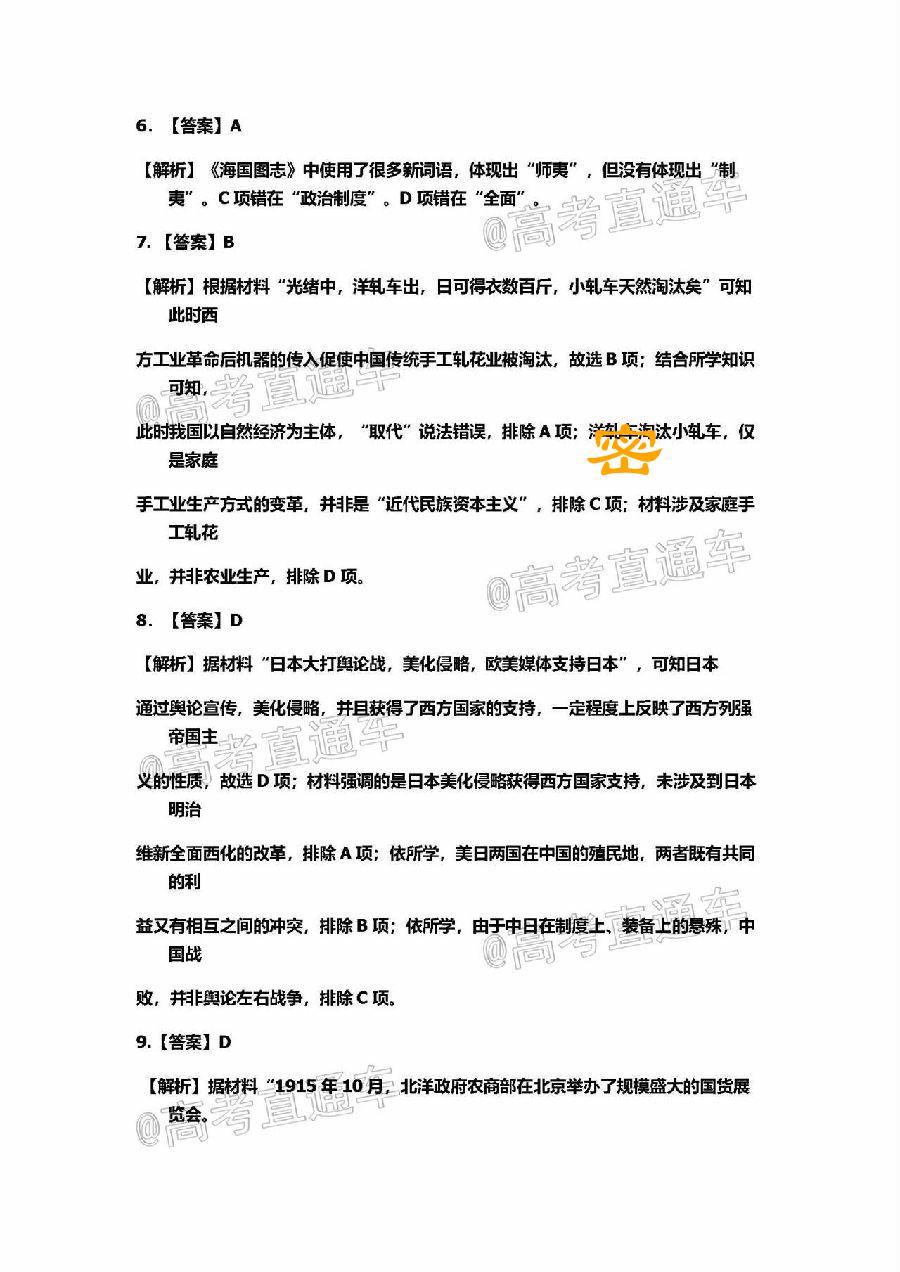 6. 【答案】A
【解析】《海国图志》中使用了很多新词语，体现出“师夷”，但没有体现出“制
夷”。C项错在“政治制度”。D项错在“全面”。
@高考直通车
7.【答案】B
【解析】根据材料“光绪中，洋轧车出，日可得衣数百斤，小轧车天然淘汰矣”可知
此时西
方工业革命后机器的传入促使中国传统手工轧花业被淘汰，故选B项；结合所学知识
可知，
@高考直通车
此时我国以自然经济为主体，“取代”说法错误，排除A项；洋轧车淘汰小轧车，仅
密
是家庭
手工业生产方式的变革，并非是“近代民族资本主义”，排除C项；材料涉及家庭手
工轧花
业，并非农业生产，排除D项。
@高考直通车
8. 【答案】D
【解析】据材料“日本大打舆论战，美化侵略，欧美媒体支持日本”，可知日本
通过舆论宣传，美化侵略，并且获得了西方国家的支持，一定程度上反映了西方列强
帝国主
@高考直通车
义的性质，故选D项；材料强调的是日本美化侵略获得西方国家支持，未涉及到日本
明治
维新全面西化的改革，排除A项；依所学，美日两国在中国的殖民地，两者既有共同
的利
益又有相互之间的冲突，排除B项；依所学，由于中日在制度上、装备上的悬殊，中
国战
@高考直通车
败，并非舆论左右战争，排除C项。
9.【答案】D
【解析】据材料“1915年10月，北洋政府农商部在北京举办了规模盛大的国货展
览会。
@高考直通车